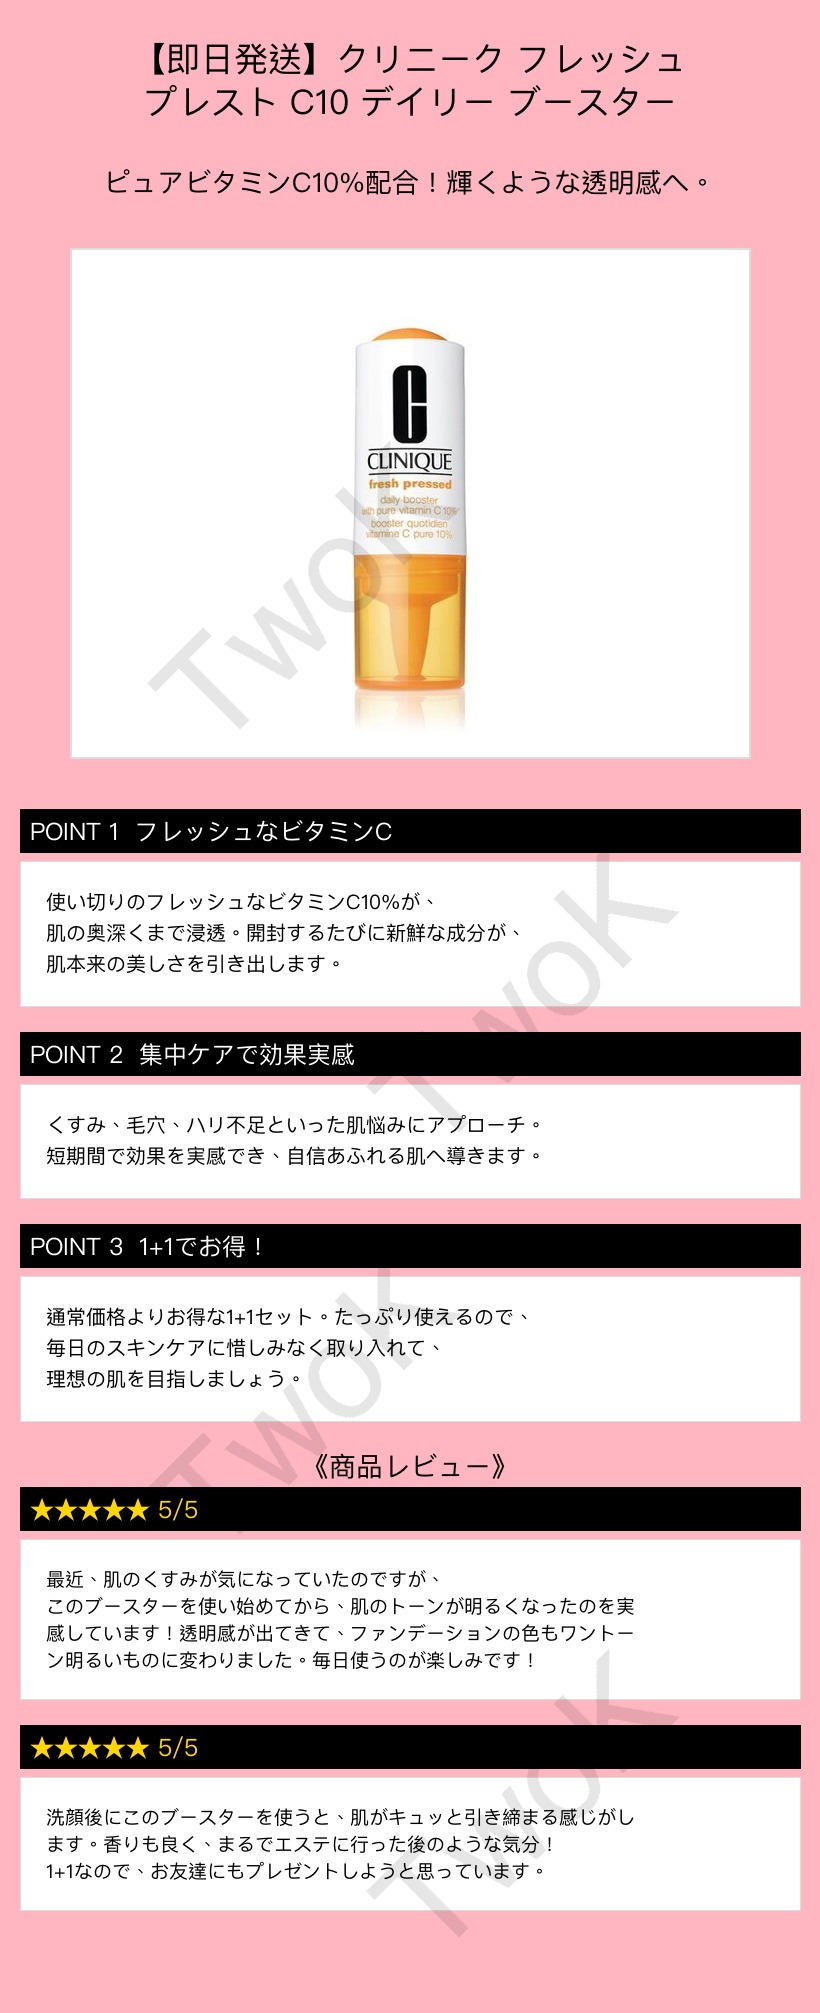 【即日発送】クリニーク フレッシュ
プレスト C10 デイリー ブースター
ピュアビタミンC10%配合！輝くような透明感へ。
CLINIQUE
fresh pressed
daily booster
with pure vitamin C 10%
booster quotidien
vitamine C pure 10%
TwoK
POINT 1 フレッシュなビタミンC
使い切りのフレッシュなビタミンC10%が、
肌の奥深くまで浸透。開封するたびに新鮮な成分が、
肌本来の美しさを引き出します。
TwoK
POINT 2 集中ケアで効果実感
くすみ、毛穴、ハリ不足といった肌悩みにアプローチ。
短期間で効果を実感でき、自信あふれる肌へ導きます。
POINT 3 1+1でお得！
通常価格よりお得な1+1セット。たっぷり使えるので、
毎日のスキンケアに惜しみなく取り入れて、
理想の肌を目指しましょう。
TwoK
《商品レビュー》
★★★★★ 5/5
最近、肌のくすみが気になっていたのですが、
このブースターを使い始めてから、肌のトーンが明るくなったのを実
感しています！透明感が出てきて、ファンデーションの色もワントー
ン明るいものに変わりました。毎日使うのが楽しみです！
★★★★★ 5/5
洗顔後にこのブースターを使うと、肌がキュッと引き締まる感じがし
ます。香りも良く、まるでエステに行った後のような気分！
1+1なので、お友達にもプレゼントしようと思っています。
TwoK